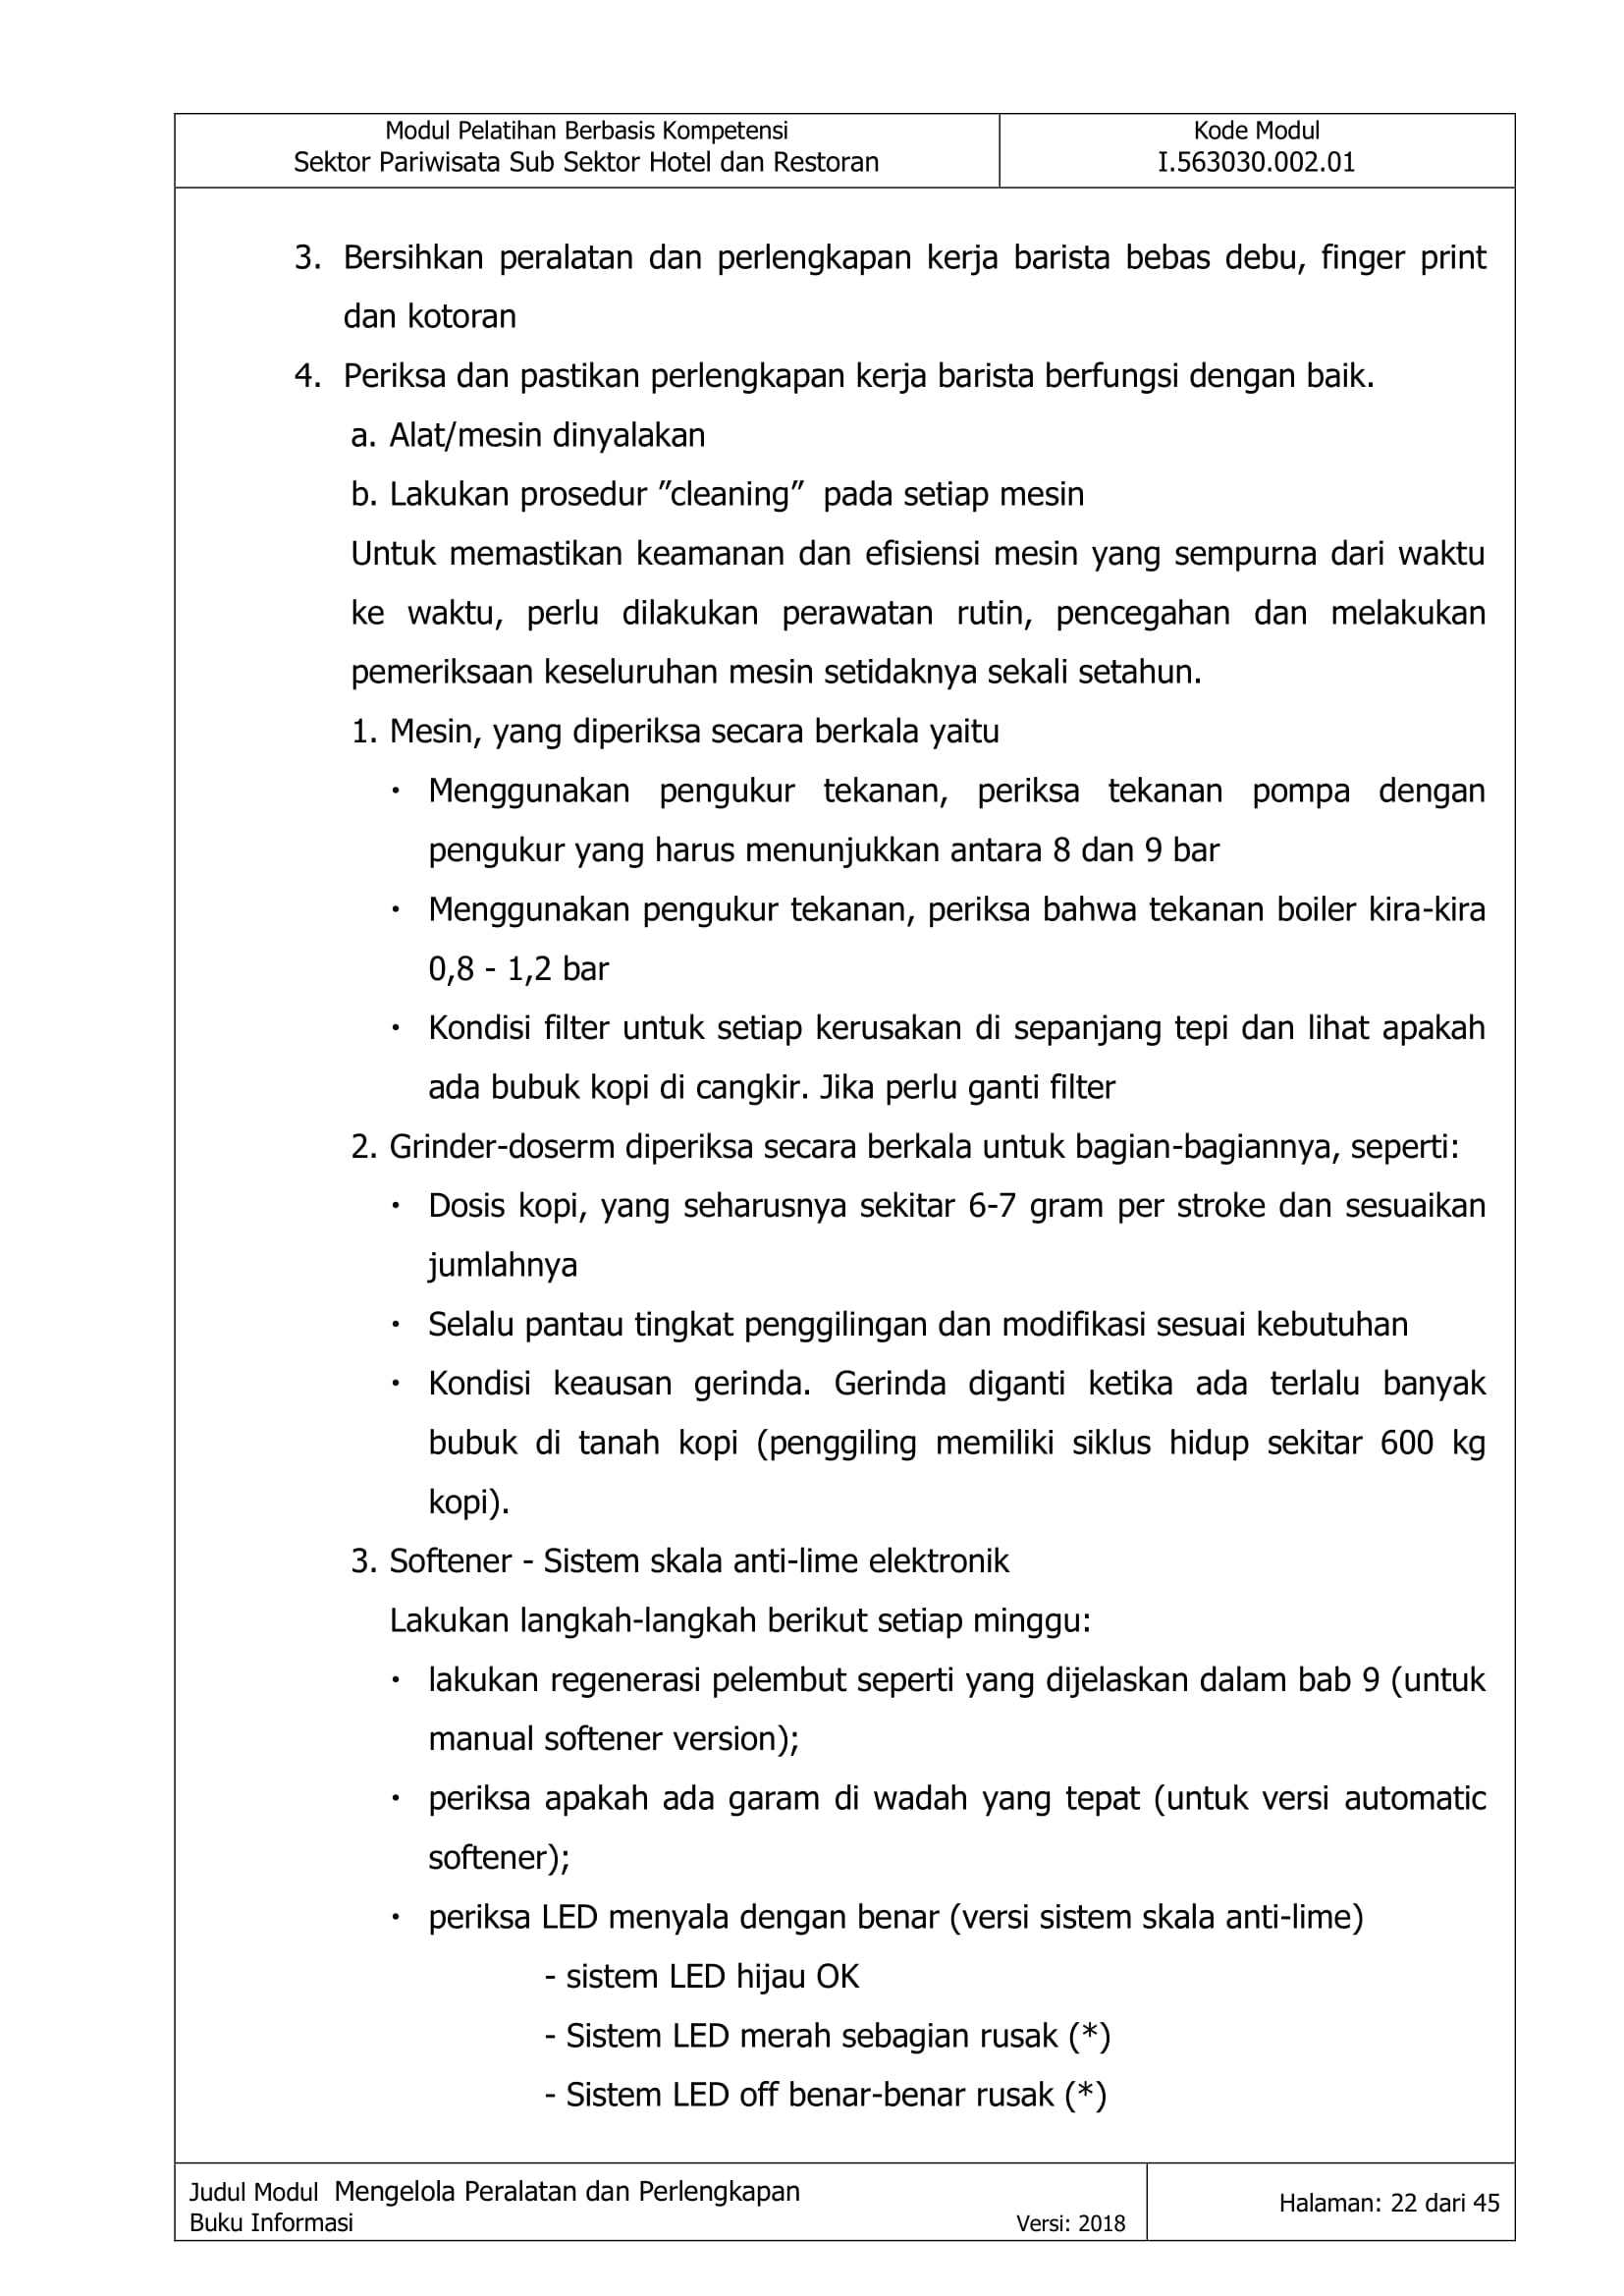 Modul Pelatihan Berbasis Kompetensi
Sektor Pariwisata Sub Sektor Hotel dan Restoran
Kode Modul
I.563030.002.01
3. Bersihkan peralatan dan perlengkapan kerja barista bebas debu, finger print
dan kotoran
4. Periksa dan pastikan perlengkapan kerja barista berfungsi dengan baik.
a. Alat/mesin dinyalakan
b. Lakukan prosedur ”cleaning” pada setiap mesin
Untuk memastikan keamanan dan efisiensi mesin yang sempurna dari waktu
ke waktu, perlu dilakukan perawatan rutin, pencegahan dan melakukan
pemeriksaan keseluruhan mesin setidaknya sekali setahun.
1. Mesin, yang diperiksa secara berkala yaitu
· Menggunakan pengukur tekanan, periksa tekanan pompa dengan
pengukur yang harus menunjukkan antara 8 dan 9 bar
· Menggunakan pengukur tekanan, periksa bahwa tekanan boiler kira-kira
0,8 - 1,2 bar
· Kondisi filter untuk setiap kerusakan di sepanjang tepi dan lihat apakah
ada bubuk kopi di cangkir. Jika perlu ganti filter
2. Grinder-doserm diperiksa secara berkala untuk bagian-bagiannya, seperti:
· Dosis kopi, yang seharusnya sekitar 6-7 gram per stroke dan sesuaikan
jumlahnya
· Selalu pantau tingkat penggilingan dan modifikasi sesuai kebutuhan
· Kondisi keausan gerinda. Gerinda diganti ketika ada terlalu banyak
bubuk di tanah kopi (penggiling memiliki siklus hidup sekitar 600 kg
kopi).
3. Softener - Sistem skala anti-lime elektronik
Lakukan langkah-langkah berikut setiap minggu:
· lakukan regenerasi pelembut seperti yang dijelaskan dalam bab 9 (untuk
manual softener version);
· periksa apakah ada garam di wadah yang tepat (untuk versi automatic
softener);
· periksa LED menyala dengan benar (versi sistem skala anti-lime)
- sistem LED hijau OK
- Sistem LED merah sebagian rusak (*)
- Sistem LED off benar-benar rusak (*)
Judul Modul Mengelola Peralatan dan Perlengkapan
Buku Informasi Versi: 2018
Halaman: 22 dari 45